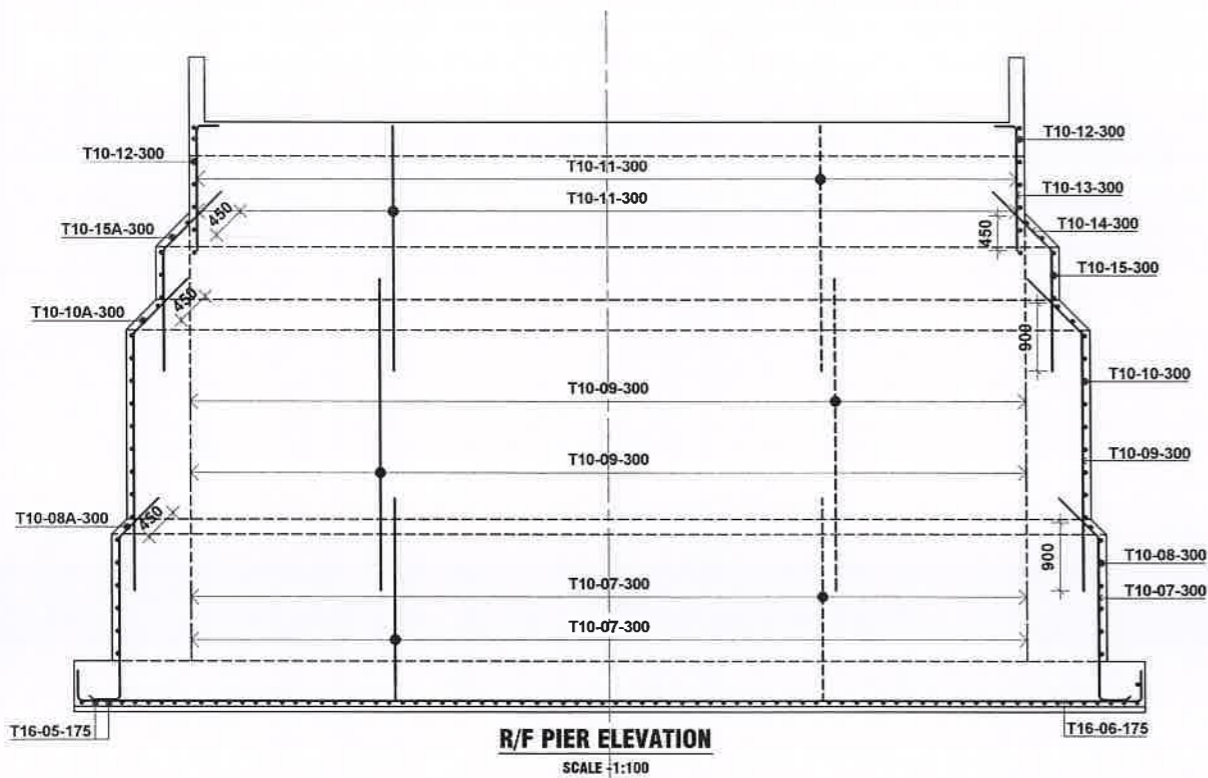 T10-12-300
T10-12-300
T10-11-300
T10-13-300
T10-11-300
450
T10-15A-300
T10-14-300
450
T10-15-300
450
T10-10A-300
900
T10-10-300
T10-09-300
T10-09-300
T10-09-300
T10-08A-300
450
900
T10-08-300
T10-07-300
T10-07-300
T10-07-300
T16-05-175
T16-06-175
R/F PIER ELEVATION
SCALE -1:100